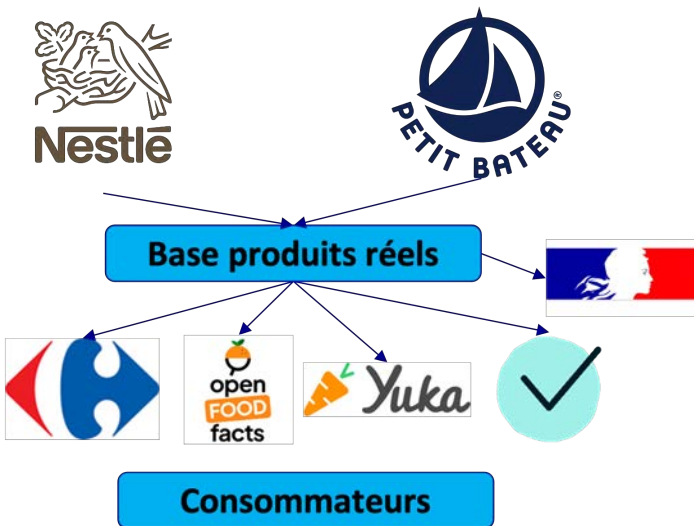 Nestlé
PETIT BATEAU®
Base produits réels
open
FOOD
facts
Yuka
Consommateurs